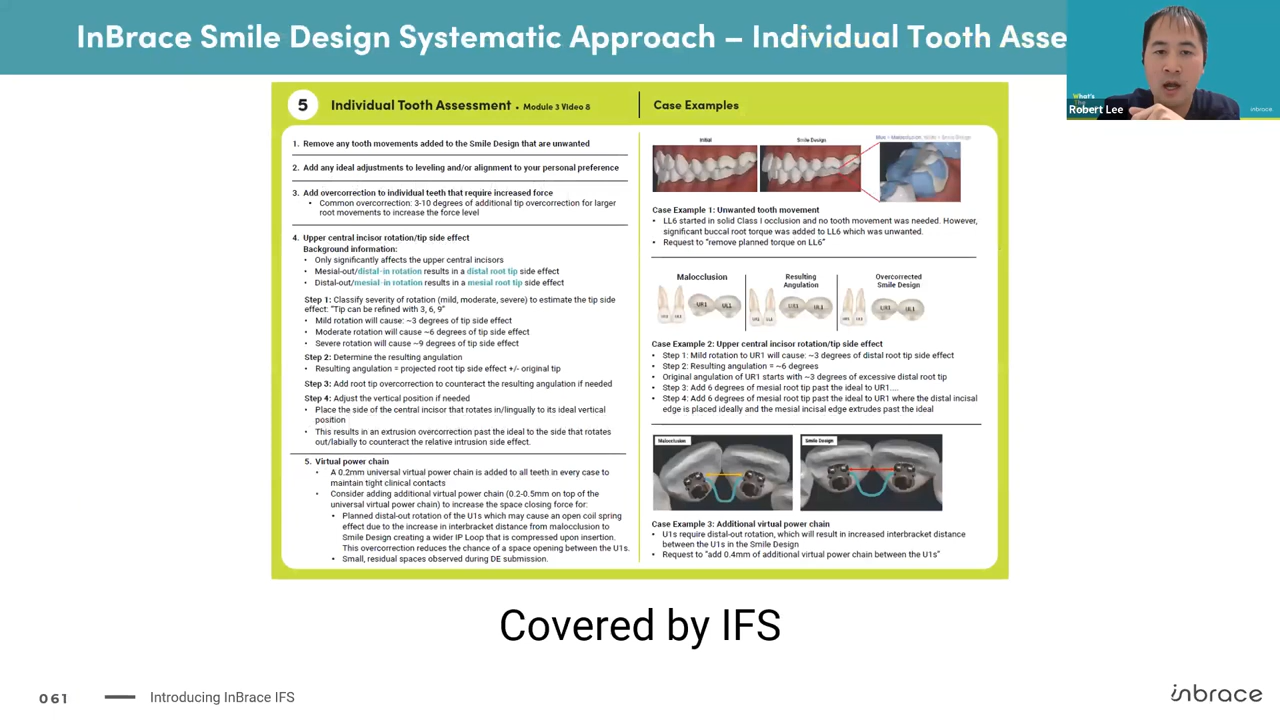 InBrace Smile Design Systematic Approach – Individual Tooth Asse
What's
The
Robert Lee
inbrace
5 Individual Tooth Assessment • Module 3 Video 8
1. Remove any tooth movements added to the Smile Design that are unwanted
2. Add any ideal adjustments to leveling and/or alignment to your personal preference
3. Add overcorrection to individual teeth that require increased force
• Common overcorrection: 3-10 degrees of additional tip overcorrection for larger
root movements to increase the force level
4. Upper central incisor rotation/tip side effect
Background information:
• Only significantly affects the upper central incisors
• Mesial-out/distal-in rotation results in a distal root tip side effect
• Distal-out/mesial-in rotation results in a mesial root tip side effect
Step 1: Classify severity of rotation (mild, moderate, severe) to estimate the tip side
effect: "Tip can be refined with 3, 6, 9"
• Mild rotation will cause: ~3 degrees of tip side effect
• Moderate rotation will cause ~6 degrees of tip side effect
• Severe rotation will cause ~9 degrees of tip side effect
Step 2: Determine the resulting angulation
• Resulting angulation = projected root tip side effect +/- original tip
Step 3: Add root tip overcorrection to counteract the resulting angulation if needed
Step 4: Adjust the vertical position if needed
• Place the side of the central incisor that rotates in/lingually to its ideal vertical
position
• This results in an extrusion overcorrection past the ideal to the side that rotates
out/labially to counteract the relative intrusion side effect.
5. Virtual power chain
• A 0.2mm universal virtual power chain is added to all teeth in every case to
maintain tight clinical contacts
• Consider adding additional virtual power chain (0.2-0.5mm on top of the
universal virtual power chain) to increase the space closing force for:
• Planned distal-out rotation of the U1s which may cause an open coil spring
effect due to the increase in interbracket distance from malocclusion to
Smile Design creating a wider IP Loop that is compressed upon insertion.
This overcorrection reduces the chance of a space opening between the U1s.
• Small, residual spaces observed during DE submission.
Case Examples
Initial
Smile Design
Case Example 1: Unwanted tooth movement
• LL6 started in solid Class I occlusion and no tooth movement was needed. However,
significant buccal root torque was added to LL6 which was unwanted.
• Request to "remove planned torque on LL6"
Malocclusion
Resulting
Angulation
Overcorrected
Smile Design
UR1 UL1
UR1 UL1
UR1 UL1
UR1 UL1
UR1 UL1
UR1 UL1
Case Example 2: Upper central incisor rotation/tip side effect
• Step 1: Mild rotation to UR1 will cause: ~3 degrees of distal root tip side effect
• Step 2: Resulting angulation = ~6 degrees
• Original angulation of UR1 starts with ~3 degrees of excessive distal root tip
• Step 3: Add 6 degrees of mesial root tip past the ideal to UR1....
• Step 4: Add 6 degrees of mesial root tip past the ideal to UR1 where the distal incisal
edge is placed ideally and the mesial incisal edge extrudes past the ideal
Malocclusion
Smile Design
Case Example 3: Additional virtual power chain
• U1s require distal-out rotation, which will result in increased interbracket distance
between the U1s in the Smile Design
• Request to "add 0.4mm of additional virtual power chain between the U1s"
Covered by IFS
061
Introducing InBrace IFS
inbrace